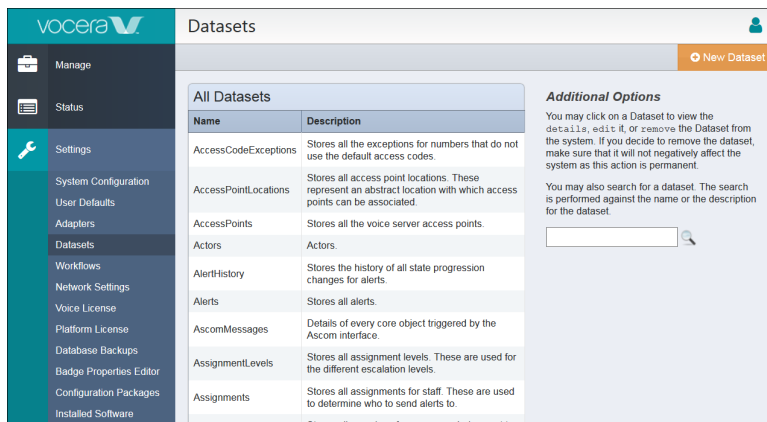 vocera
Datasets
Manage
New Dataset
Status
Settings
System Configuration
User Defaults
Adapters
Datasets
Workflows
Network Settings
Voice License
Platform License
Database Backups
Badge Properties Editor
Configuration Packages
Installed Software
All Datasets
Name Description
AccessCodeExceptions Stores all the exceptions for numbers that do not
use the default access codes.
AccessPointLocations Stores all access point locations. These
represent an abstract location with which access
points can be associated.
AccessPoints Stores all the voice server access points.
Actors Actors.
AlertHistory Stores the history of all state progression
changes for alerts.
Alerts Stores all alerts.
AscomMessages Details of every core object triggered by the
Ascom interface.
AssignmentLevels Stores all assignment levels. These are used for
the different escalation levels.
Assignments Stores all assignments for staff. These are used
to determine who to send alerts to.
Additional Options
You may click on a Dataset to view the
details, edit it, or remove the Dataset from
the system. If you decide to remove the dataset,
make sure that it will not negatively affect the
system as this action is permanent.
You may also search for a dataset. The search
is performed against the name or the description
for the dataset.